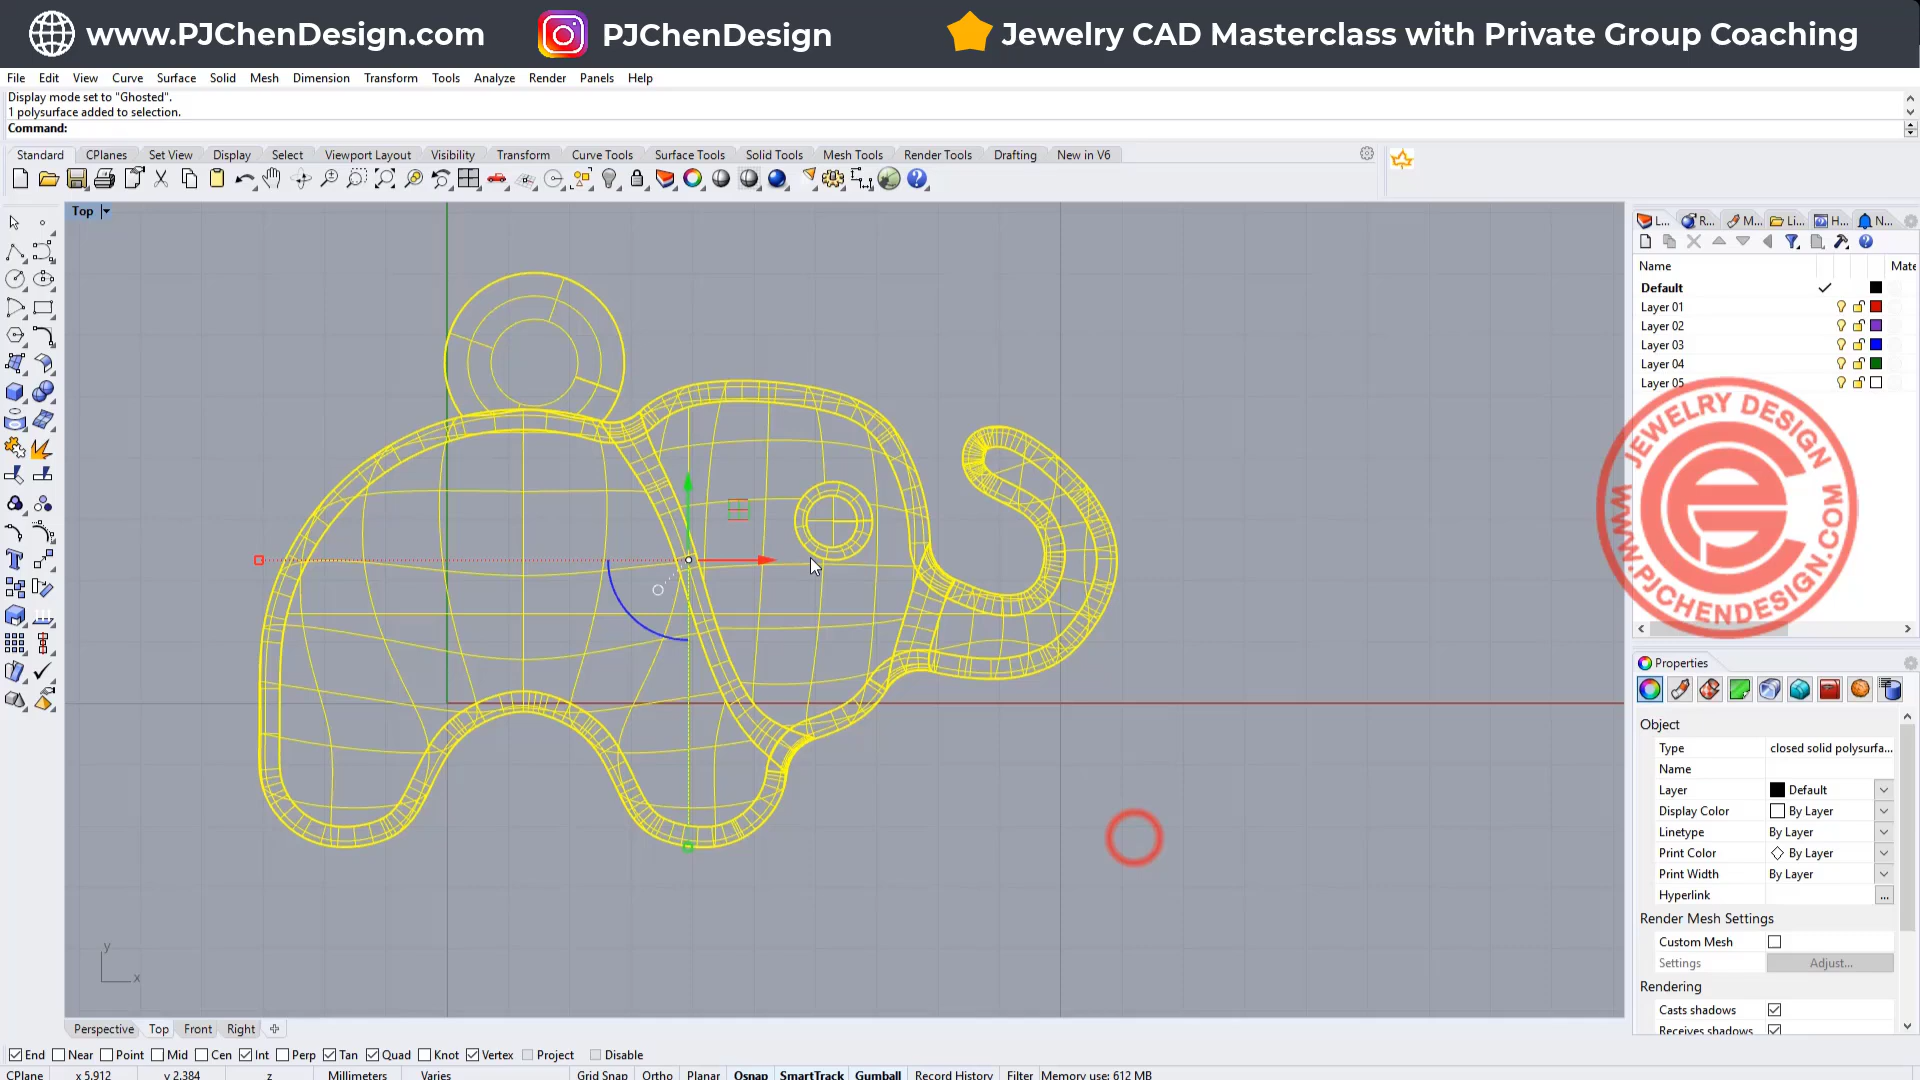 www.PJChenDesign.com PJChenDesign Jewelry CAD Masterclass with Private Group Coaching
File Edit View Curve Surface Solid Mesh Dimension Transform Tools Analyze Render Panels Help
Display mode set to "Ghosted".
1 polysurface added to selection.
Command:
Standard CPlanes Set View Display Select Viewport Layout Visibility Transform Curve Tools Surface Tools Solid Tools Mesh Tools Render Tools Drafting New in V6
Top
L... R... M... Li... H... N...
Name Mate
Default
Layer 01
Layer 02
Layer 03
Layer 04
Layer 05
JEWELRY DESIGN
WWW.PJCHENDESIGN.COM
Properties
Object
Type closed solid polysurfa...
Name
Layer Default
Display Color By Layer
Linetype By Layer
Print Color By Layer
Print Width By Layer
Hyperlink ...
Render Mesh Settings
Custom Mesh
Settings Adjust...
Rendering
Casts shadows
Receives shadows
y
x
Perspective Top Front Right
End Near Point Mid Cen Int Perp Tan Quad Knot Vertex Project Disable
CPlane x 5.912 y 2.384 z Millimeters Varies Grid Snap Ortho Planar Osnap SmartTrack Gumball Record History Filter Memory use: 612 MB